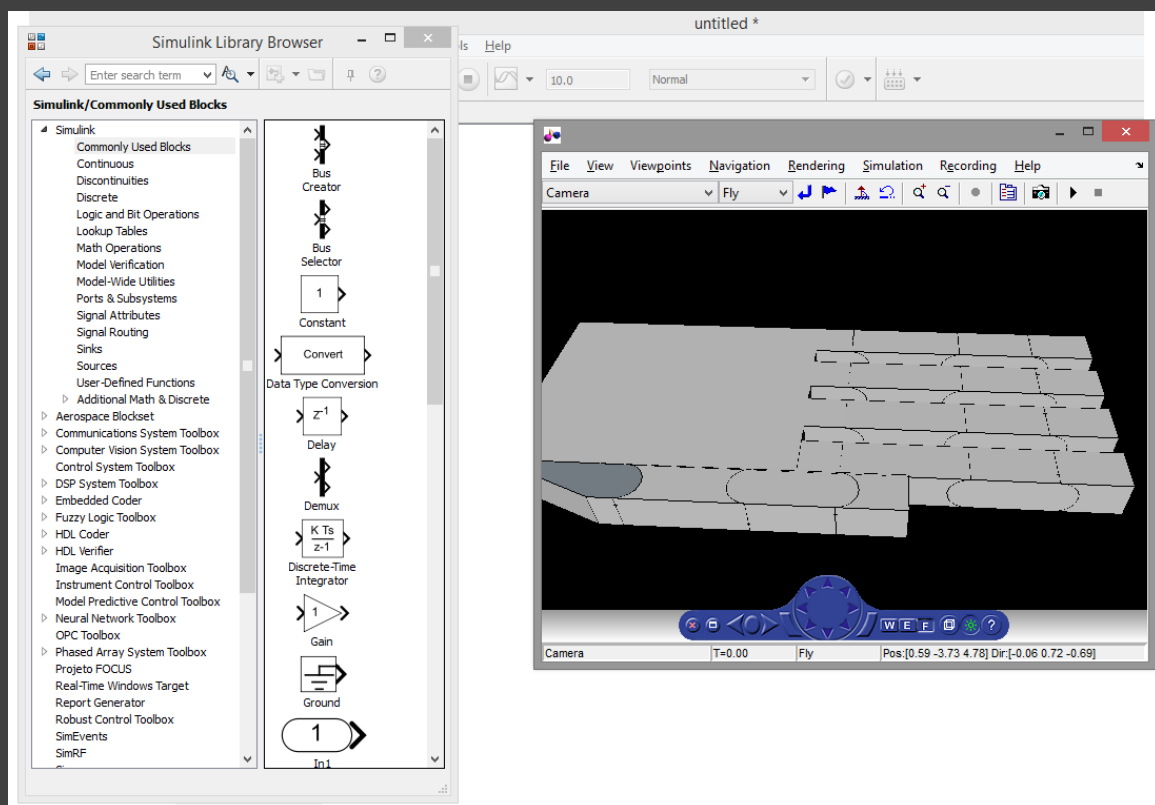 untitled *
Simulink Library Browser
ls Help
Enter search term
10.0
Normal
Simulink/Commonly Used Blocks
Simulink
Commonly Used Blocks
Continuous
Discontinuities
Discrete
Logic and Bit Operations
Lookup Tables
Math Operations
Model Verification
Model-Wide Utilities
Ports & Subsystems
Signal Attributes
Signal Routing
Sinks
Sources
User-Defined Functions
Additional Math & Discrete
Aerospace Blockset
Communications System Toolbox
Computer Vision System Toolbox
Control System Toolbox
DSP System Toolbox
Embedded Coder
Fuzzy Logic Toolbox
HDL Coder
HDL Verifier
Image Acquisition Toolbox
Instrument Control Toolbox
Model Predictive Control Toolbox
Neural Network Toolbox
OPC Toolbox
Phased Array System Toolbox
Projeto FOCUS
Real-Time Windows Target
Report Generator
Robust Control Toolbox
SimEvents
SimRF
Bus
Creator
Bus
Selector
1
Constant
Convert
Data Type Conversion
z-1
Delay
Demux
K Ts
z-1
Discrete-Time
Integrator
1
Gain
Ground
1
In1
File View Viewpoints Navigation Rendering Simulation Recording Help
Camera Fly
W E F ?
Camera T=0.00 Fly Pos:[0.59 -3.73 4.78] Dir:[-0.06 0.72 -0.69]